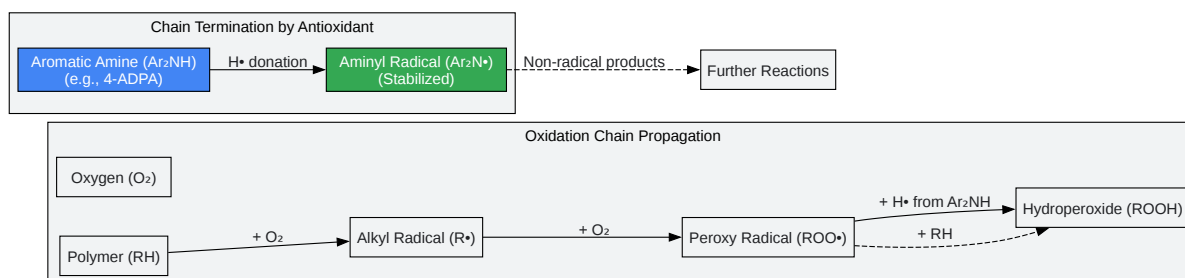 Chain Termination by Antioxidant
Aromatic Amine (Ar₂NH)
(e.g., 4-ADPA)
H• donation
Aminyl Radical (Ar₂N•)
(Stabilized)
Non-radical products
Further Reactions
Oxidation Chain Propagation
Oxygen (O₂)
Polymer (RH)
+ O₂
Alkyl Radical (R•)
+ O₂
Peroxy Radical (ROO•)
+ H• from Ar₂NH
+ RH
Hydroperoxide (ROOH)